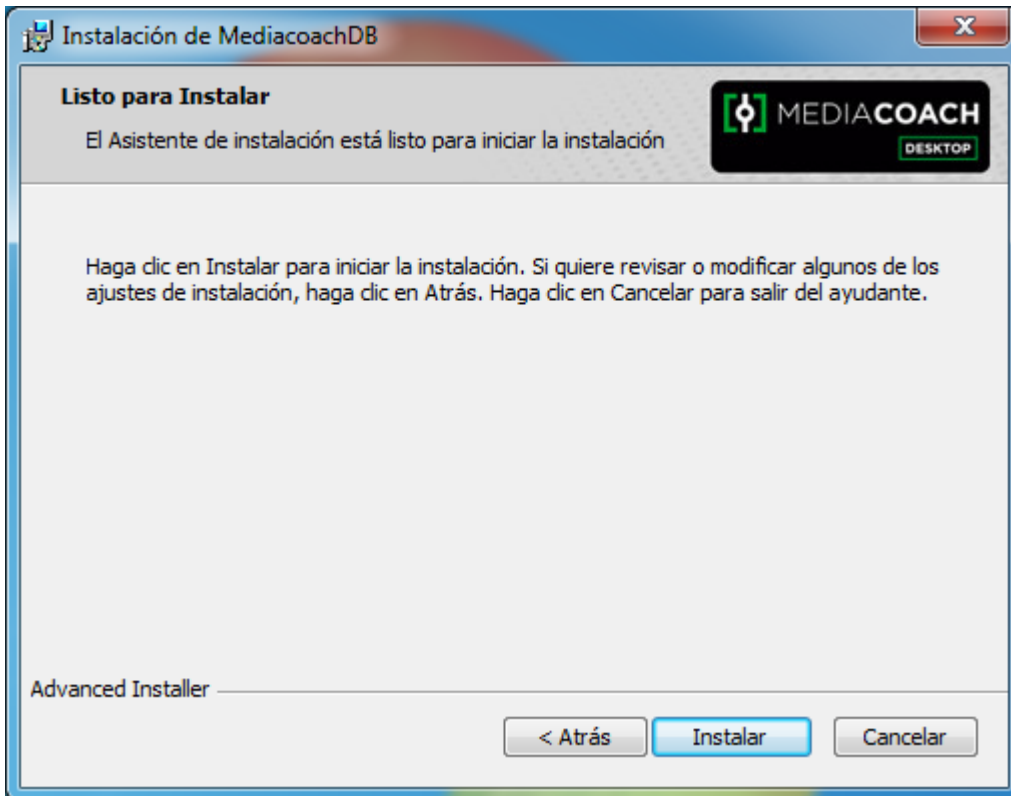 Instalación de MediacoachDB
Listo para Instalar
El Asistente de instalación está listo para iniciar la instalación
MEDIACOACH
DESKTOP
Haga clic en Instalar para iniciar la instalación. Si quiere revisar o modificar algunos de los
ajustes de instalación, haga clic en Atrás. Haga clic en Cancelar para salir del ayudante.
Advanced Installer
< Atrás
Instalar
Cancelar